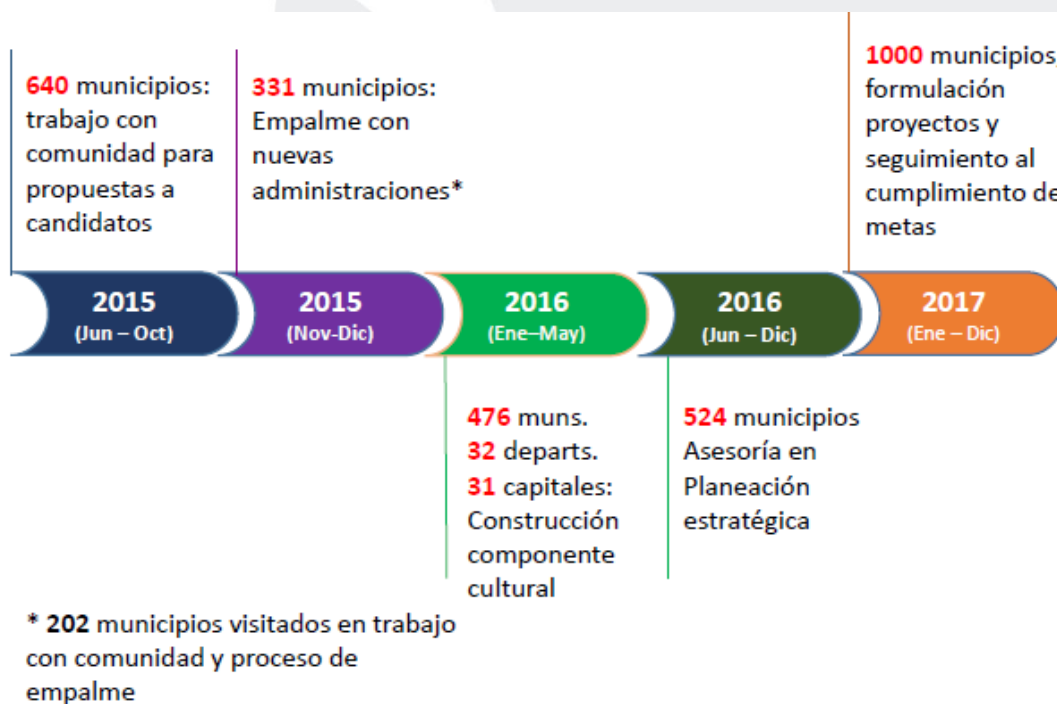 640 municipios:
trabajo con
comunidad para
propuestas a
candidatos
331 municipios:
Empalme con
nuevas
administraciones*
1000 municipios,
formulación
proyectos y
seguimiento al
cumplimiento de
metas
2015
(Jun – Oct)
2015
(Nov-Dic)
2016
(Ene–May)
2016
(Jun – Dic)
2017
(Ene – Dic)
476 muns.
32 departs.
31 capitales:
Construcción
componente
cultural
524 municipios
Asesoría en
Planeación
estratégica
* 202 municipios visitados en trabajo
con comunidad y proceso de
empalme